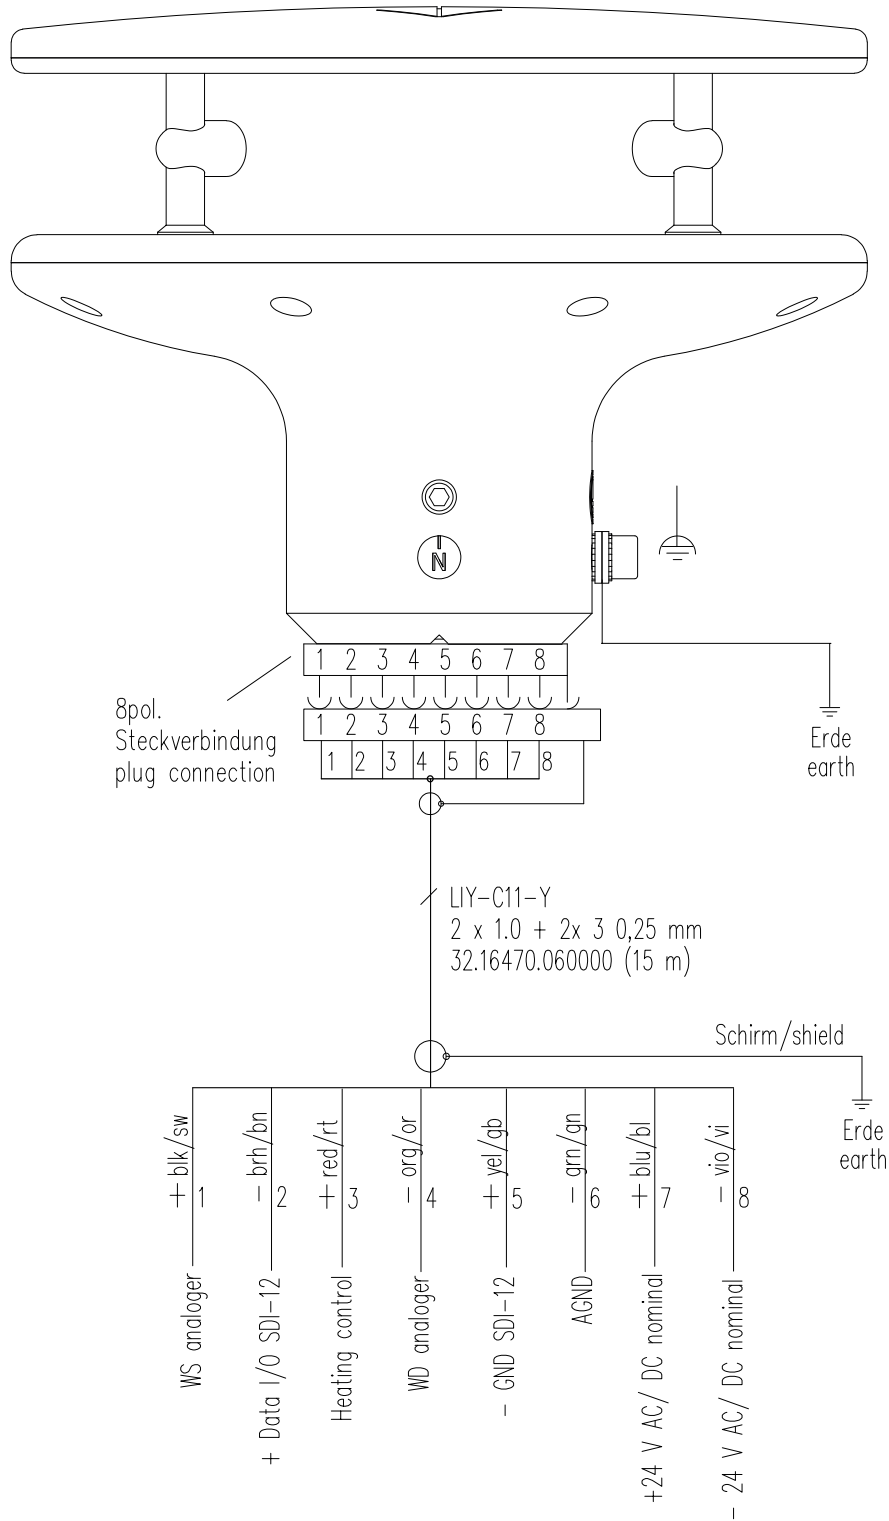 N
1 2 3 4 5 6 7 8
1 2 3 4 5 6 7 8
1 2 3 4 5 6 7 8
8pol.
Steckverbindung
plug connection
Erde
earth
LIY-C11-Y
2 x 1.0 + 2x 3 0,25 mm
32.16470.060000 (15 m)
Schirm/shield
Erde
earth
+ blk/sw
1
WS analoger
- brh/bn
2
+ Data I/O SDI-12
+ red/rt
3
Heating control
- org/or
4
WD analoger
+ yel/gb
5
- GND SDI-12
- grn/gn
6
AGND
+ blu/bl
7
+24 V AC/ DC nominal
- vio/vi
8
- 24 V AC/ DC nominal